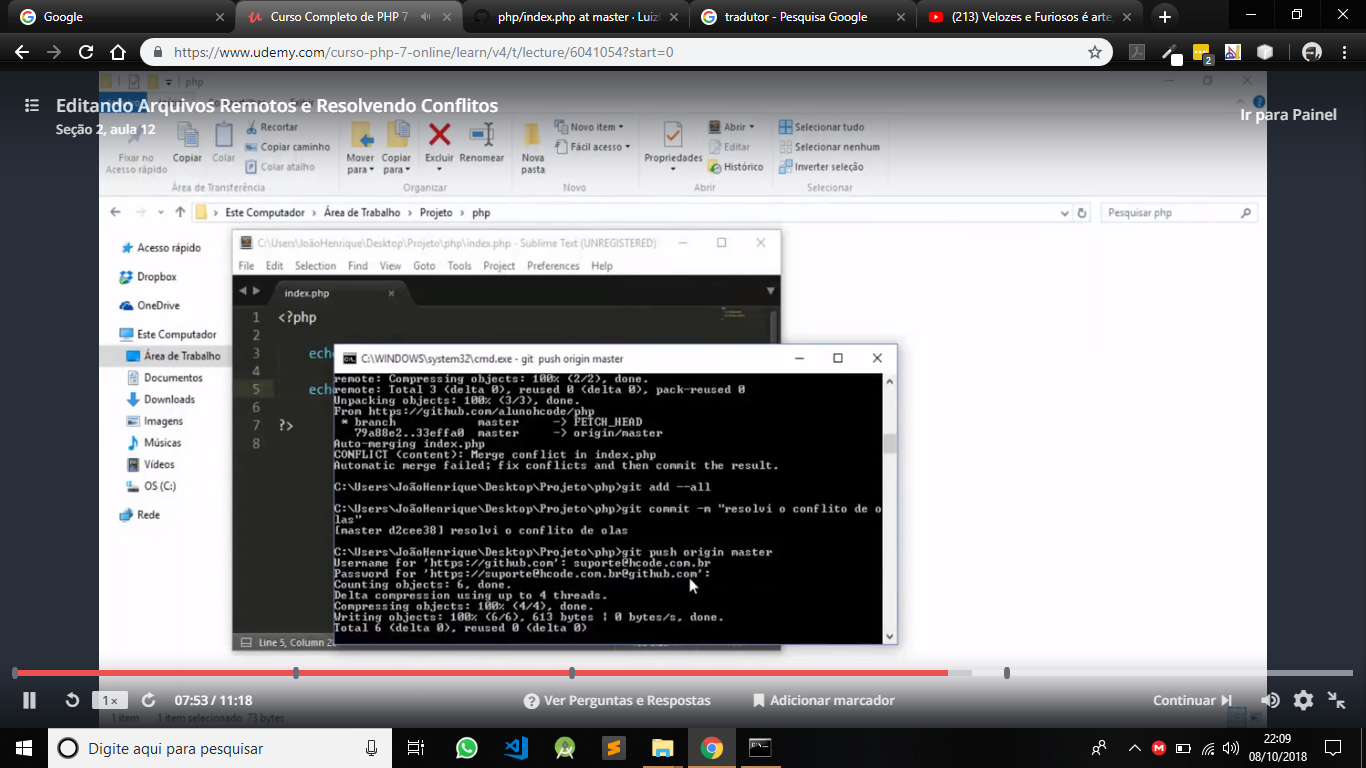 Google
Curso Completo de PHP 7
php/index.php at master · Luiz
tradutor - Pesquisa Google
(213) Velozes e Furiosos é arte
https://www.udemy.com/curso-php-7-online/learn/v4/t/lecture/6041054?start=0
2
php
Editando Arquivos Remotos e Resolvendo Conflitos
Seção 2, aula 12
Ir para Painel
Fixar no
Acesso rápido
Copiar
Colar
Recortar
Copiar caminho
Colar atalho
Área de Transferência
Mover
para
Copiar
para
Excluir
Renomear
Organizar
Nova
pasta
Novo item
Fácil acesso
Novo
Propriedades
Abrir
Editar
Histórico
Abrir
Selecionar tudo
Selecionar nenhum
Inverter seleção
Selecionar
Este Computador > Área de Trabalho > Projeto > php
Pesquisar php
Acesso rápido
Dropbox
OneDrive
Este Computador
Área de Trabalho
Documentos
Downloads
Imagens
Músicas
Vídeos
OS (C:)
Rede
C:\Users\JoãoHenrique\Desktop\Projeto\php\index.php - Sublime Text (UNREGISTERED)
File Edit Selection Find View Goto Tools Project Preferences Help
index.php
1 <?php
2
3 ech
4
5 ech
6
7 ?>
8
Line 5, Column 2
C:\WINDOWS\system32\cmd.exe - git push origin master
remote: Compressing objects: 100% (2/2), done.
remote: Total 3 (delta 0), reused 0 (delta 0), pack-reused 0
Unpacking objects: 100% (3/3), done.
From https://github.com/alunohcode/php
* branch master -> FETCH_HEAD
79a88e2..33effa0 master -> origin/master
Auto-merging index.php
CONFLICT (content): Merge conflict in index.php
Automatic merge failed; fix conflicts and then commit the result.
C:\Users\JoãoHenrique\Desktop\Projeto\php>git add --all
C:\Users\JoãoHenrique\Desktop\Projeto\php>git commit -m "resolvi o conflito de o
las"
[master d2cee38] resolvi o conflito de olas
C:\Users\JoãoHenrique\Desktop\Projeto\php>git push origin master
Username for 'https://github.com': suporte@hcode.com.br
Password for 'https://suporte@hcode.com.br@github.com':
Counting objects: 6, done.
Delta compression using up to 4 threads.
Compressing objects: 100% (4/4), done.
Writing objects: 100% (6/6), 613 bytes | 0 bytes/s, done.
Total 6 (delta 0), reused 0 (delta 0)
1×
07:53 / 11:18
Ver Perguntas e Respostas
Adicionar marcador
Continuar
1 item 1 item selecionado 73 bytes
Digite aqui para pesquisar
22:09
08/10/2018